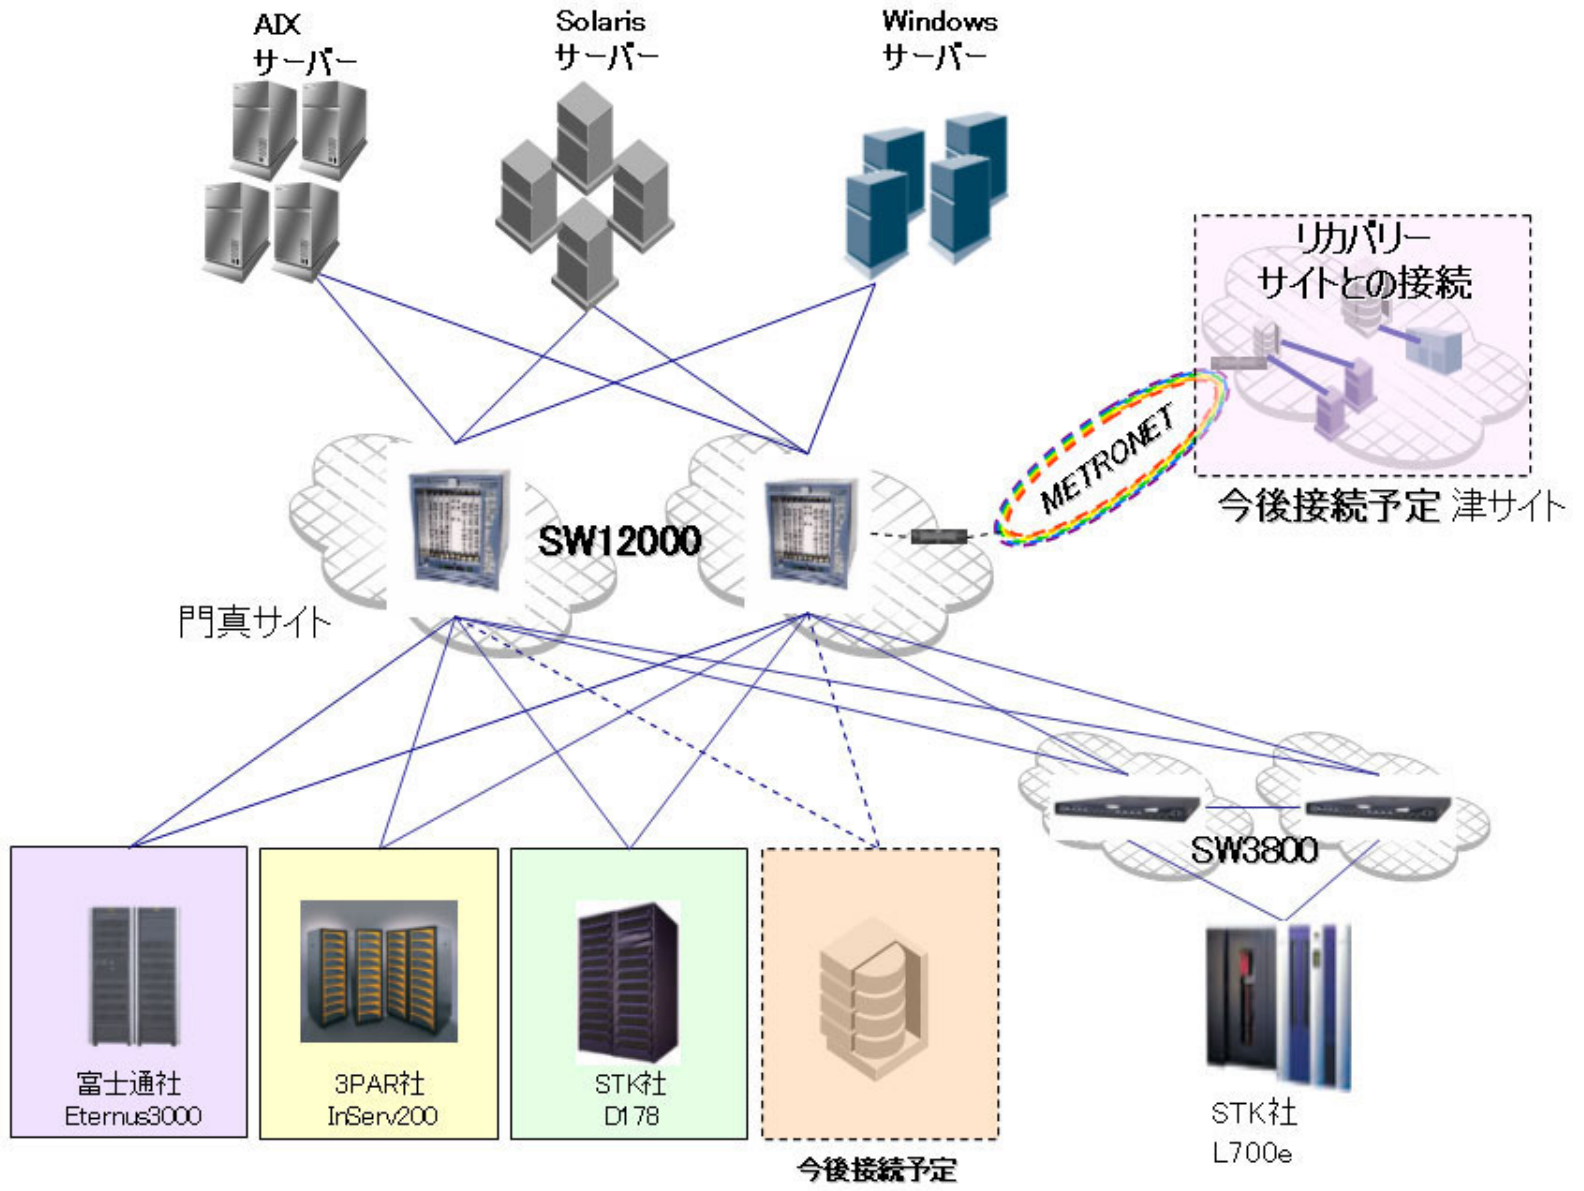 AIX
サーバー
Solaris
サーバー
Windows
サーバー
リカバリー
サイトとの接続
METRONET
今後接続予定 津サイト
SW12000
門真サイト
SW3800
富士通社
Eternus3000
3PAR社
InServ200
STK社
D178
今後接続予定
STK社
L700e